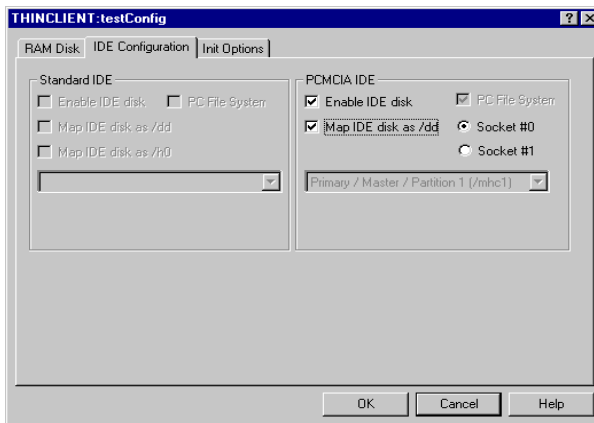 THINCLIENT:testConfig
RAM Disk IDE Configuration Init Options
Standard IDE
Enable IDE disk PC File System
Map IDE disk as /dd
Map IDE disk as /h0
PCMCIA IDE
Enable IDE disk PC File System
Map IDE disk as /dd Socket #0
Socket #1
Primary / Master / Partition 1 (/mhc1)
OK Cancel Help